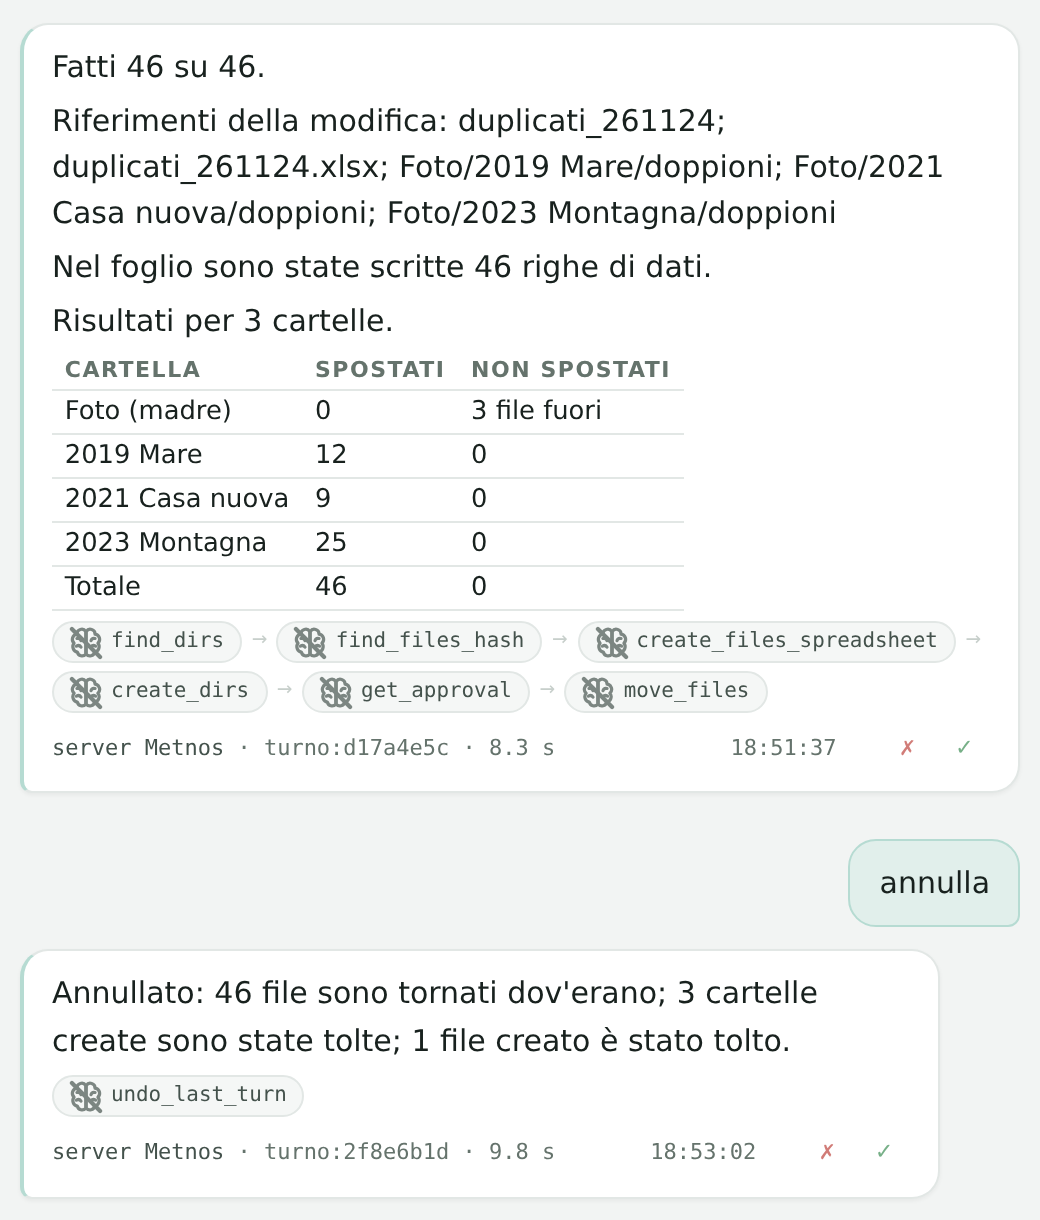 Fatti 46 su 46.
Riferimenti della modifica: duplicati_261124;
duplicati_261124.xlsx; Foto/2019 Mare/doppioni; Foto/2021
Casa nuova/doppioni; Foto/2023 Montagna/doppioni
Nel foglio sono state scritte 46 righe di dati.
Risultati per 3 cartelle.
CARTELLA SPOSTATI NON SPOSTATI
Foto (madre) 0 3 file fuori
2019 Mare 12 0
2021 Casa nuova 9 0
2023 Montagna 25 0
Totale 46 0
find_dirs → find_files_hash → create_files_spreadsheet →
create_dirs → get_approval → move_files
server Metnos · turno:d17a4e5c · 8.3 s 18:51:37 ✗ ✓
annulla
Annullato: 46 file sono tornati dov'erano; 3 cartelle
create sono state tolte; 1 file creato è stato tolto.
undo_last_turn
server Metnos · turno:2f8e6b1d · 9.8 s 18:53:02 ✗ ✓